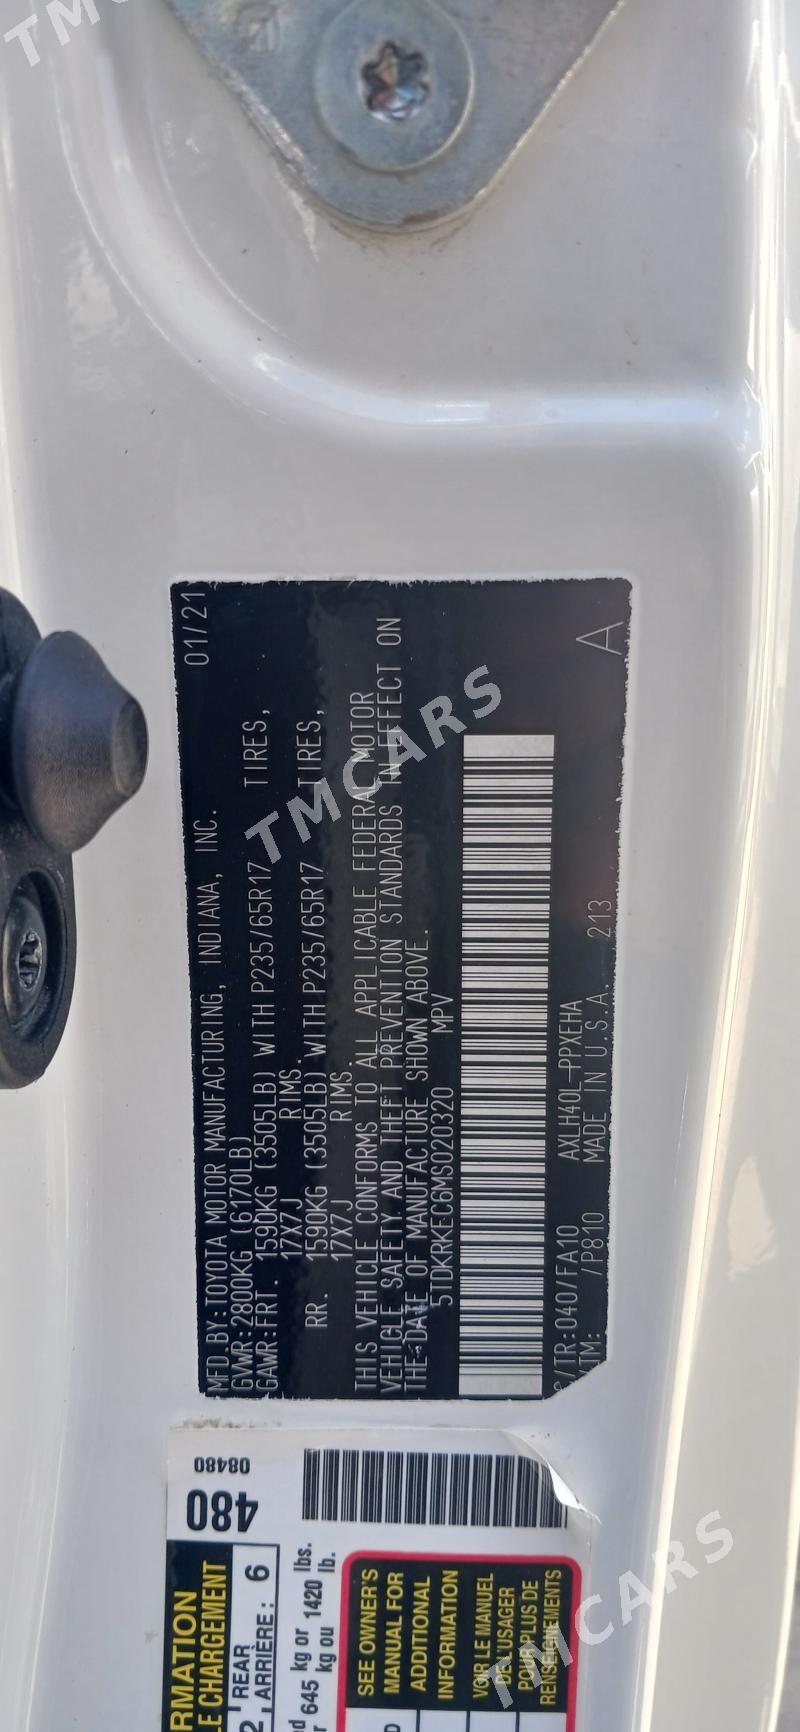 MFD.BY:TOYOTA MOTOR MANUFACTURING, INDIANA, INC. 01/21
GVWR:2800KG (6170LB)
GAWR:FRT. 1590KG (3505LB) WITH P235/65R17 TIRES,
17X7J RIMS.
RR. 1590KG (3505LB) WITH P235/65R17 TIRES,
17X7J RIMS.
THIS VEHICLE CONFORMS TO ALL APPLICABLE FEDERAL MOTOR
VEHICLE SAFETY AND THEFT PREVENTION STANDARDS IN EFFECT ON
THE DATE OF MANUFACTURE SHOWN ABOVE.
5TDKRKEC6MS020320 MPV
/TR:040/FA10 AXLH40L-PPXEHA
/TM: /P810 MADE IN U.S.A. 213 A
480
08480
RMATION
E CHARGEMENT
2 REAR
ARRIÈRE: 6
645 kg or 1420 lbs.
kg ou lb.
SEE OWNER'S
MANUAL FOR
ADDITIONAL
INFORMATION
VOIR LE MANUEL
DE L'USAGER
POUR PLUS DE
RENSEIGNEMENTS
TMCARS
TMCARS
TMCARS